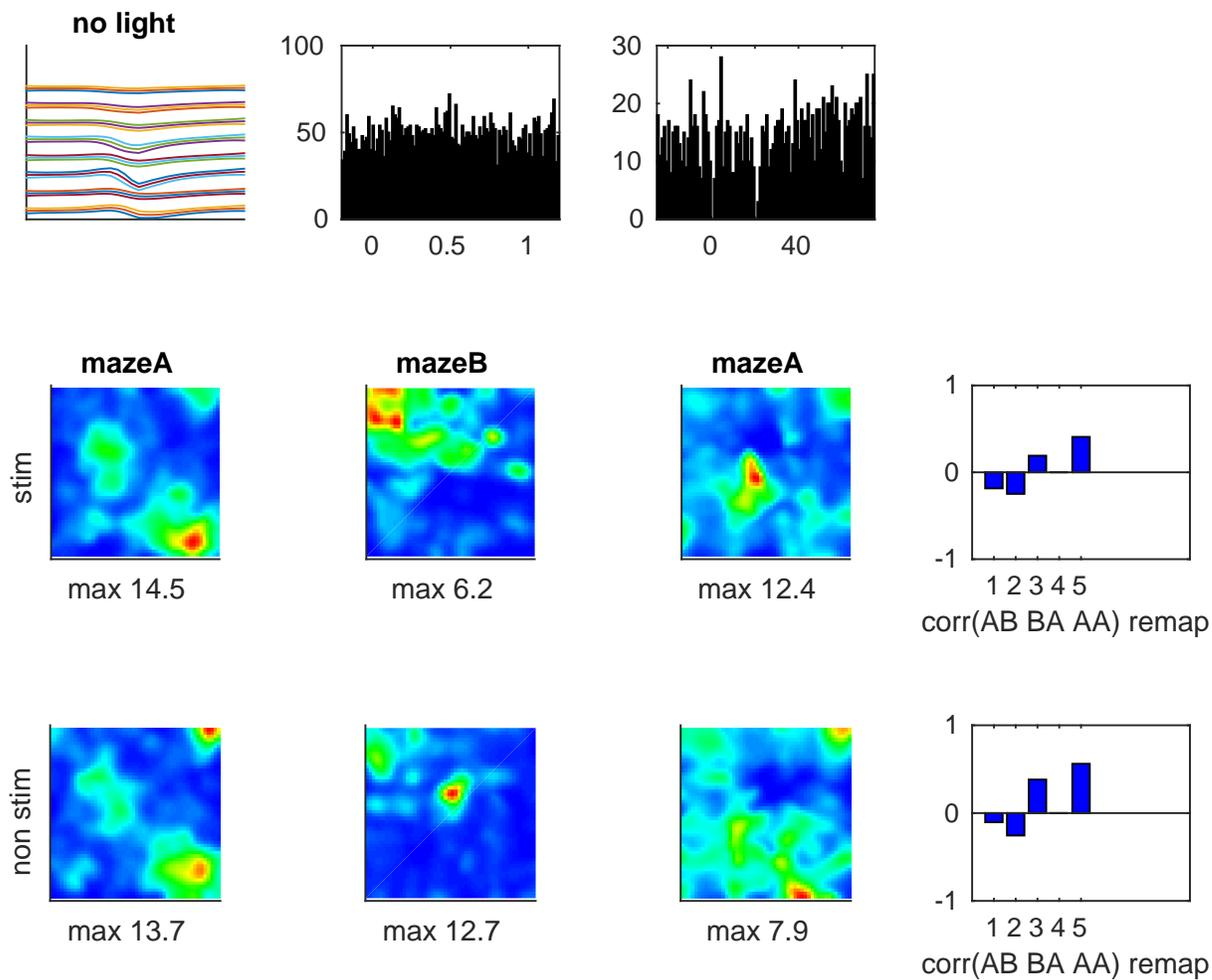 no light
100
50
0
0 0.5 1
30
20
10
0
0 40
mazeA mazeB mazeA
stim
max 14.5 max 6.2 max 12.4
1
0
-1
1 2 3 4 5
corr(AB BA AA) remap
non stim
max 13.7 max 12.7 max 7.9
1
0
-1
1 2 3 4 5
corr(AB BA AA) remap